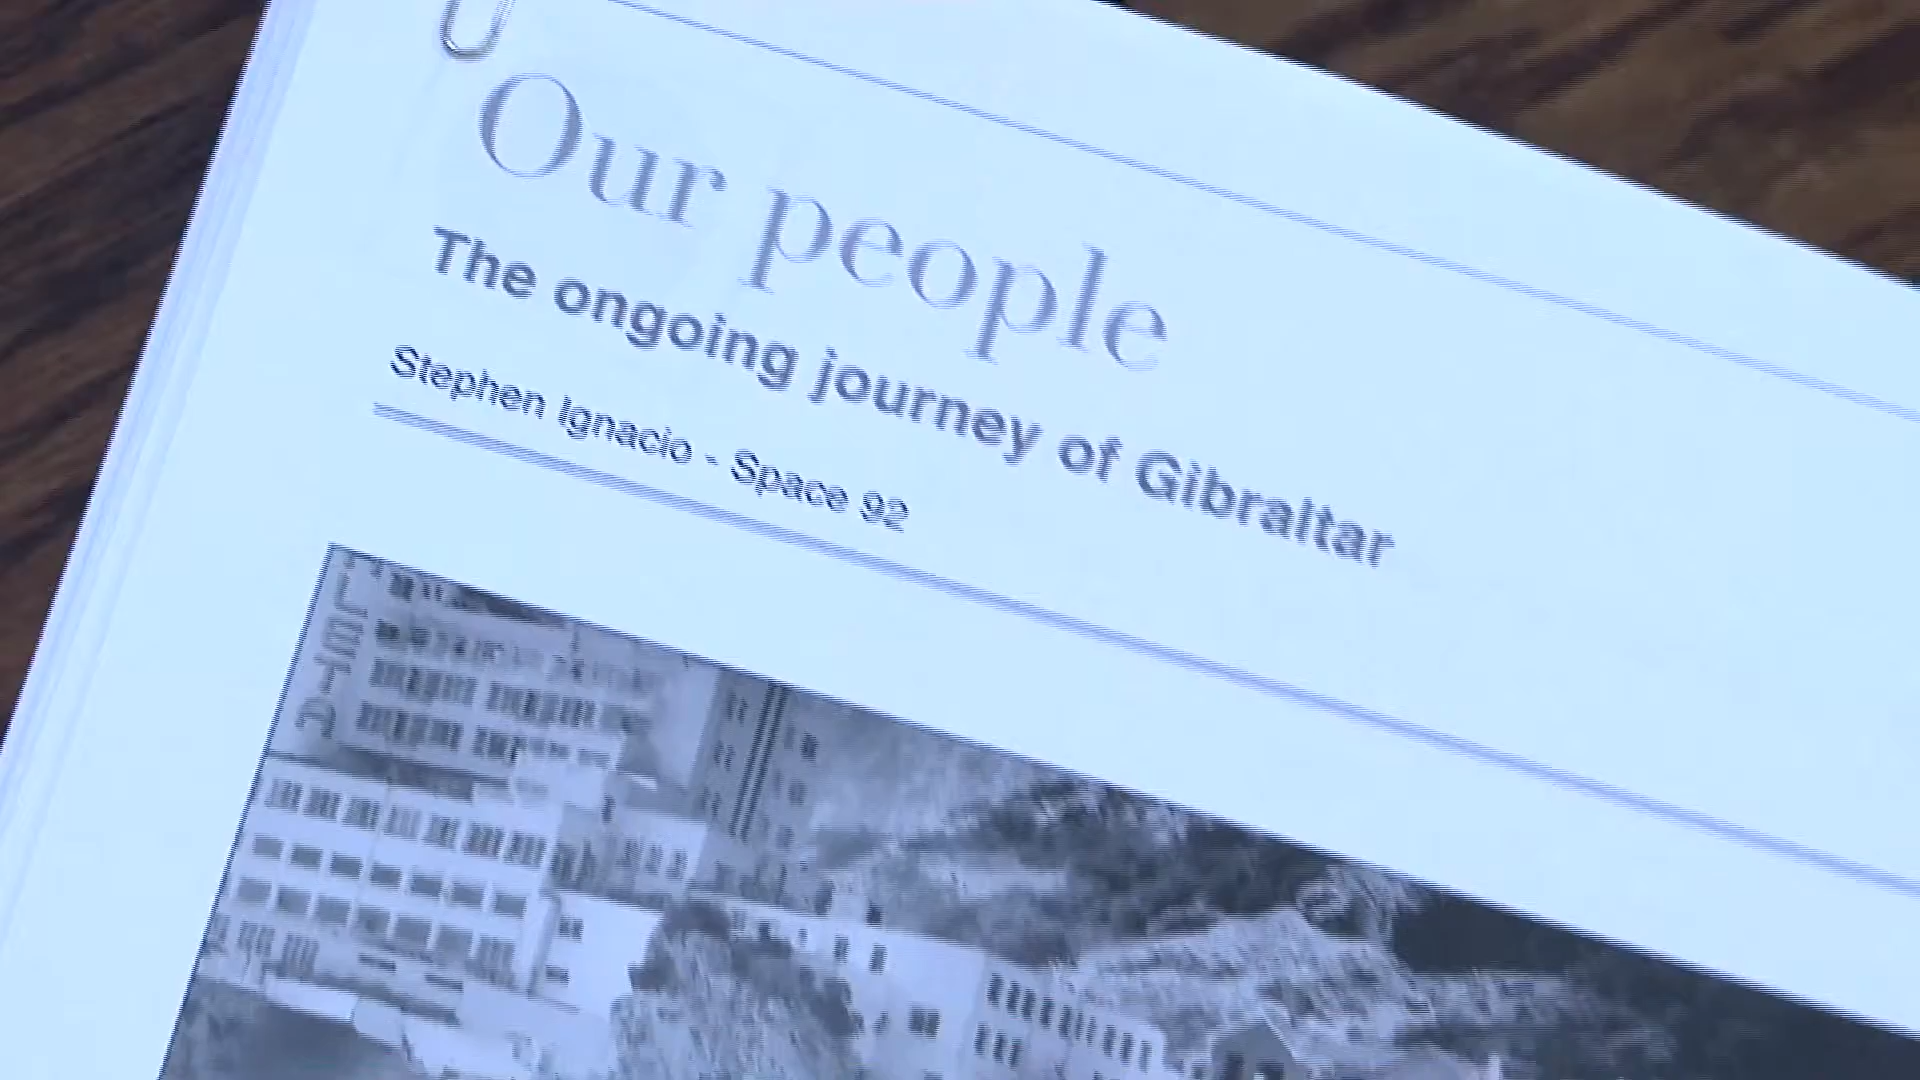 Our people
The ongoing journey of Gibraltar
Stephen Ignacio - Space 92